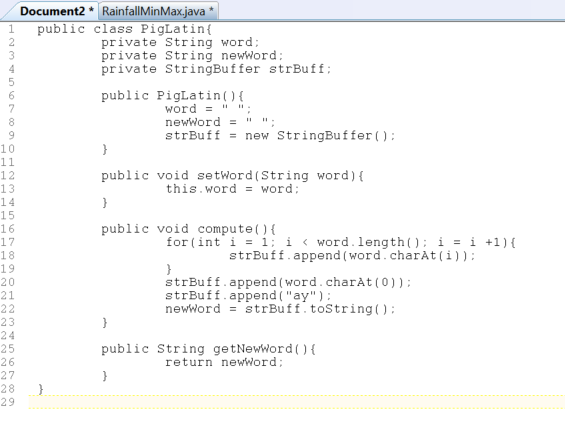 Document2 * RainfallMinMax.java *
1 public class PigLatin{
2 private String word;
3 private String newWord;
4 private StringBuffer strBuff;
5
6 public PigLatin(){
7 word = " ";
8 newWord = " ";
9 strBuff = new StringBuffer();
10 }
11
12 public void setWord(String word){
13 this.word = word;
14 }
15
16 public void compute(){
17 for(int i = 1; i < word.length(); i = i +1){
18 strBuff.append(word.charAt(i));
19 }
20 strBuff.append(word.charAt(0));
21 strBuff.append("ay");
22 newWord = strBuff.toString();
23 }
24
25 public String getNewWord(){
26 return newWord;
27 }
28 }
29